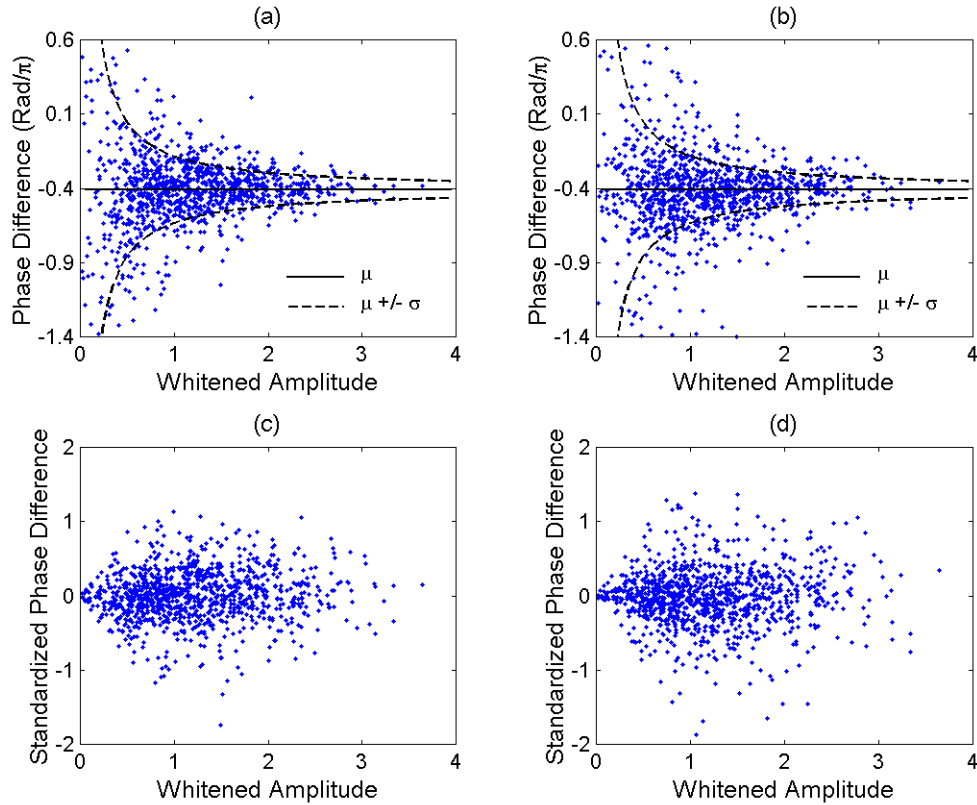 (a)
Phase Difference (Rad/π)
0.6
0.1
-0.4
-0.9
-1.4
μ
μ +/- σ
0 1 2 3 4
Whitened Amplitude
(b)
Phase Difference (Rad/π)
0.6
0.1
-0.4
-0.9
-1.4
μ
μ +/- σ
0 1 2 3 4
Whitened Amplitude
(c)
Standardized Phase Difference
2
1
0
-1
-2
0 1 2 3 4
Whitened Amplitude
(d)
Standardized Phase Difference
2
1
0
-1
-2
0 1 2 3 4
Whitened Amplitude